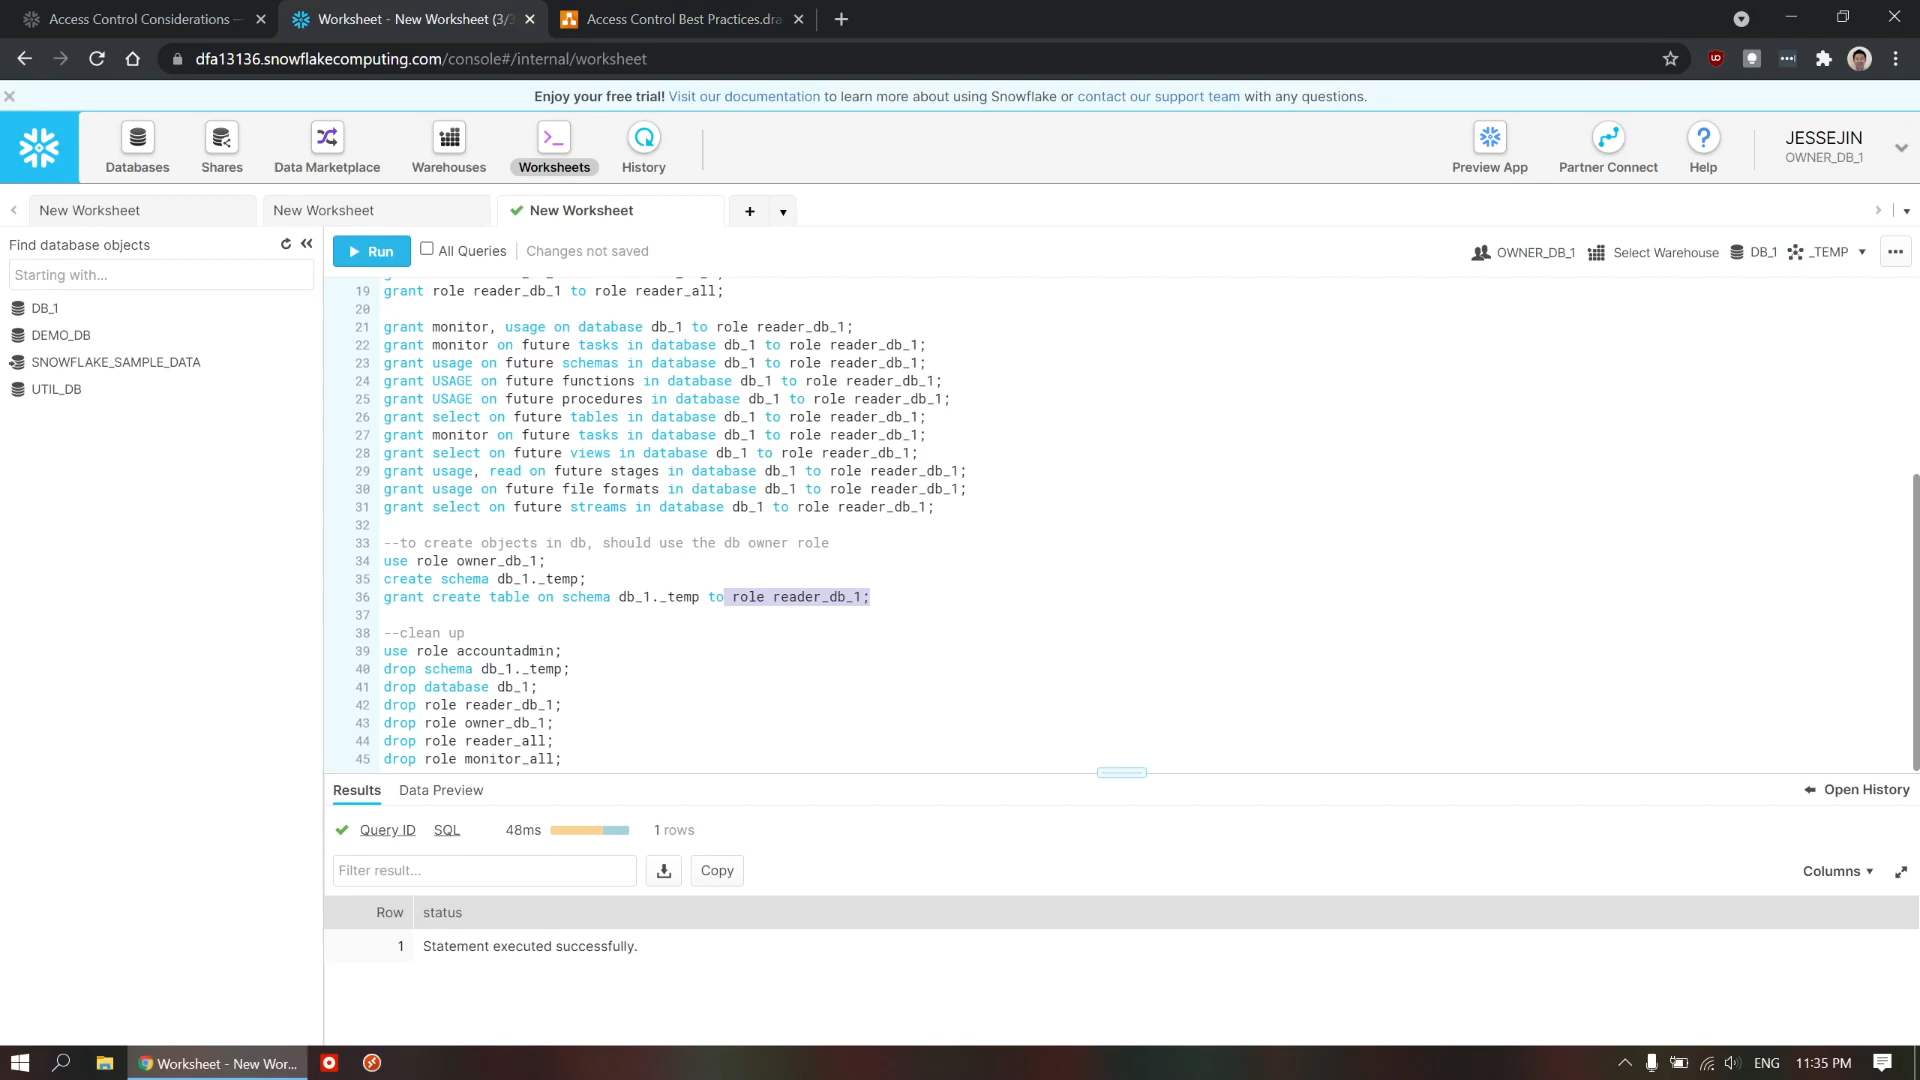 Access Control Considerations —
Worksheet - New Worksheet (3/3
Access Control Best Practices.dra
dfa13136.snowflakecomputing.com/console#/internal/worksheet
Enjoy your free trial! Visit our documentation to learn more about using Snowflake or contact our support team with any questions.
Databases
Shares
Data Marketplace
Warehouses
Worksheets
History
Preview App
Partner Connect
Help
JESSEJIN
OWNER_DB_1
New Worksheet
New Worksheet
New Worksheet
Find database objects
Starting with...
DB_1
DEMO_DB
SNOWFLAKE_SAMPLE_DATA
UTIL_DB
Run
All Queries
Changes not saved
OWNER_DB_1
Select Warehouse
DB_1
_TEMP
19 grant role reader_db_1 to role reader_all;
20
21 grant monitor, usage on database db_1 to role reader_db_1;
22 grant monitor on future tasks in database db_1 to role reader_db_1;
23 grant usage on future schemas in database db_1 to role reader_db_1;
24 grant USAGE on future functions in database db_1 to role reader_db_1;
25 grant USAGE on future procedures in database db_1 to role reader_db_1;
26 grant select on future tables in database db_1 to role reader_db_1;
27 grant monitor on future tasks in database db_1 to role reader_db_1;
28 grant select on future views in database db_1 to role reader_db_1;
29 grant usage, read on future stages in database db_1 to role reader_db_1;
30 grant usage on future file formats in database db_1 to role reader_db_1;
31 grant select on future streams in database db_1 to role reader_db_1;
32
33 --to create objects in db, should use the db owner role
34 use role owner_db_1;
35 create schema db_1._temp;
36 grant create table on schema db_1._temp to role reader_db_1;
37
38 --clean up
39 use role accountadmin;
40 drop schema db_1._temp;
41 drop database db_1;
42 drop role reader_db_1;
43 drop role owner_db_1;
44 drop role reader_all;
45 drop role monitor_all;
Results
Data Preview
Open History
Query ID
SQL
48ms
1 rows
Filter result...
Copy
Columns
Row status
1 Statement executed successfully.
Worksheet - New Wor...
ENG
11:35 PM